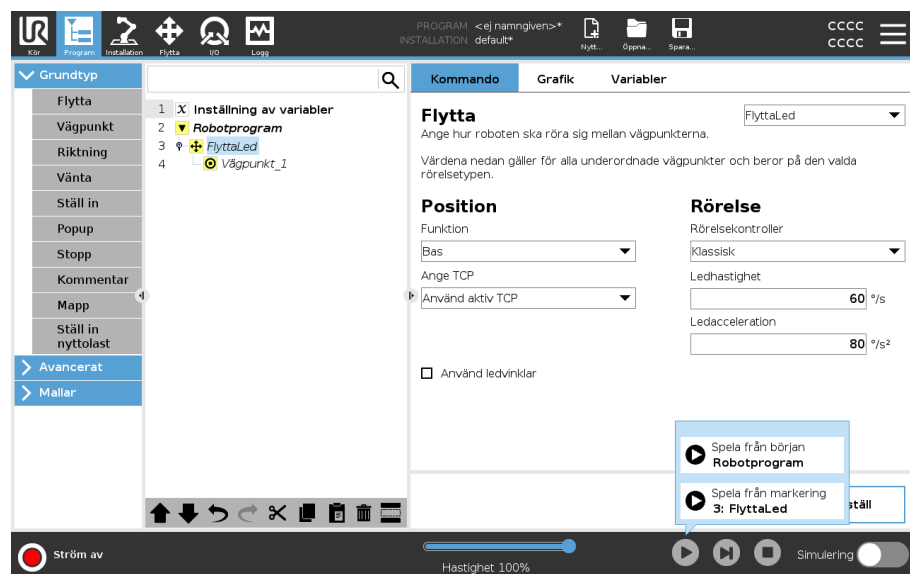 Kör
Program
Installation
Flytta
I/O
Logg
PROGRAM <ej namngiven>*
INSTALLATION default*
Nytt...
Öppna...
Spara...
CCCC
CCCC
Grundtyp
Flytta
Vägpunkt
Riktning
Vänta
Ställ in
Popup
Stopp
Kommentar
Mapp
Ställ in
nyttolast
Avancerat
Mallar
1 X Inställning av variabler
2 Robotprogram
3 FlyttaLed
4 Vägpunkt_1
Kommando
Grafik
Variabler
Flytta
FlyttaLed
Ange hur roboten ska röra sig mellan vägpunkterna.
Värdena nedan gäller för alla underordnade vägpunkter och beror på den valda
rörelsetypen.
Position
Funktion
Bas
Ange TCP
Använd aktiv TCP
Använd ledvinklar
Rörelse
Rörelsekontroller
Klassisk
Ledhastighet
60 °/s
Ledacceleration
80 °/s²
Spela från början
Robotprogram
Spela från markering
3: FlyttaLed
Ström av
Hastighet 100%
Simulering